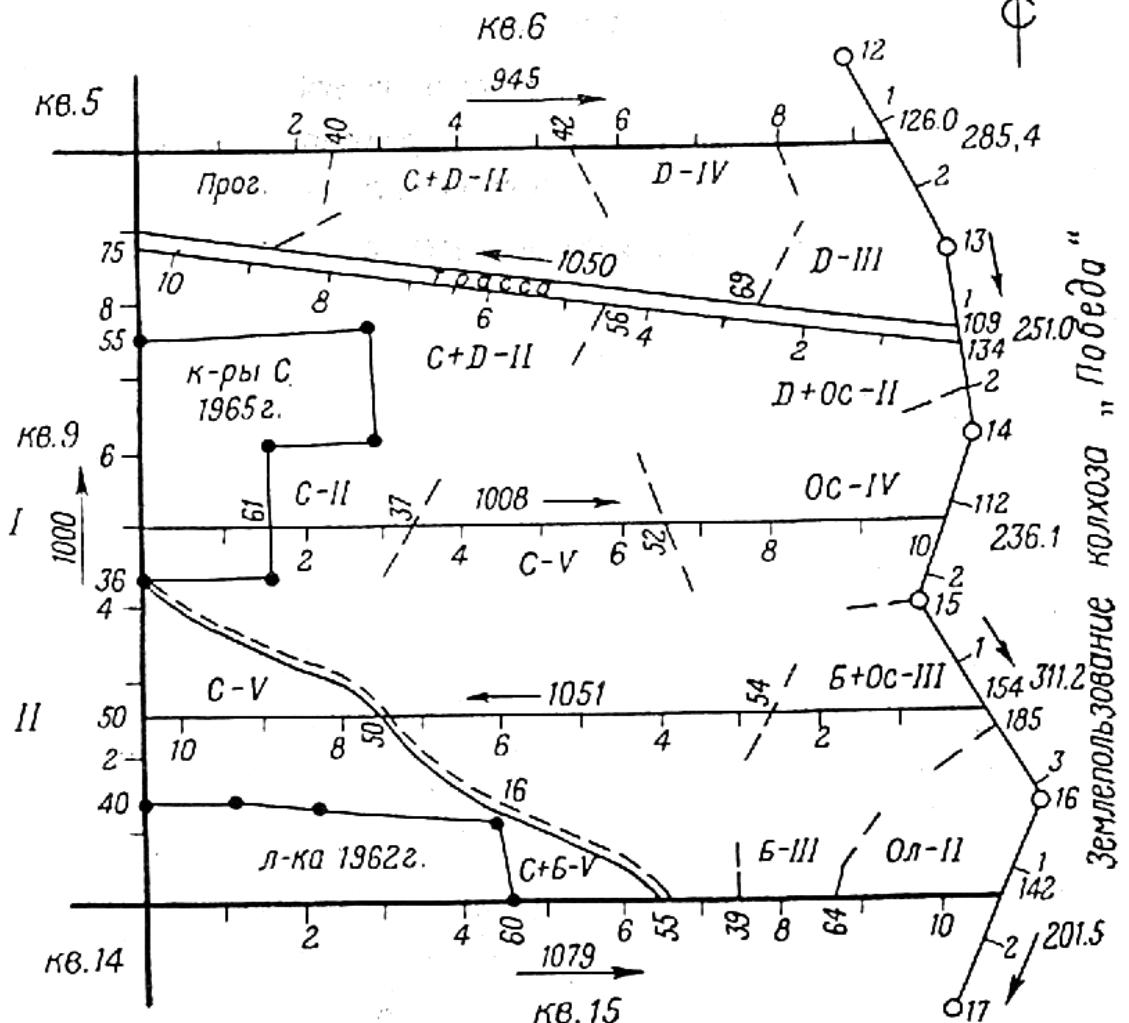 кв.6
С
12
945
кв.5
1
2
40
4
42
6
8
126.0
285,4
Прог.
С+D-II
D-IV
2
13
75
1050
D-III
10
трасса
69
1
8
8
6
56
4
2
109
251.0
55
134
С+D-II
к-ры С
1965г.
D+Ос-II
2
14
кв.9
6
С-II
1008
Ос-IV
I
1000
61
37
112
2
4
С-V
6
52
8
10
236.1
36
4
2
15
1
С-V
1051
54
Б+Ос-III
154
311.2
II
50
10
8
50
6
4
2
185
2
16
3
16
40
л-ка 1962г.
С+Б-V
Б-III
Ол-II
1
142
2
4
60
6
55
39
8
64
10
2
201.5
кв.14
1079
кв.15
17
Землепользование колхоза „Победа“